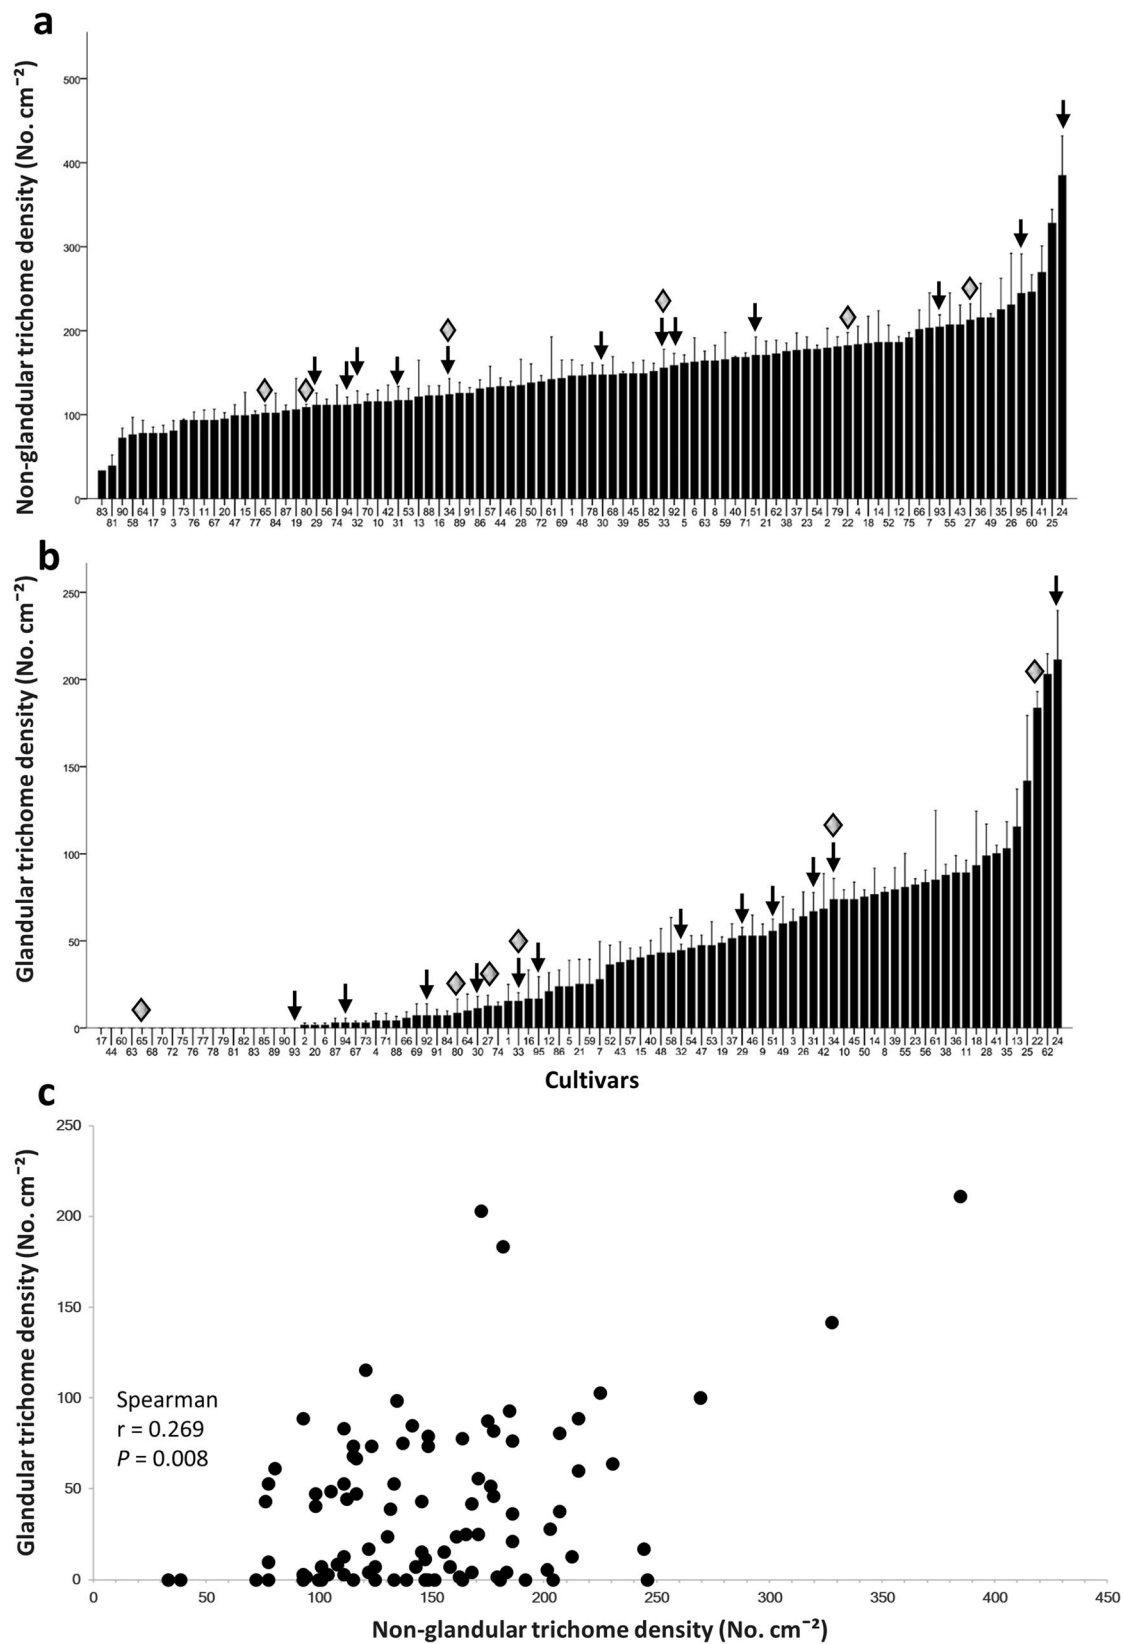 a
Non-glandular trichome density (No. cm⁻²)
500
400
300
200
100
0
83 90 64 9 73 11 20 15 65 87 80 56 94 70 42 53 88 34 91 57 46 50 61 1 78 68 45 82 92 6 8 40 51 62 37 54 79 4 14 12 66 93 43 36 35 95 41 24
81 58 17 3 76 67 47 77 84 19 29 74 32 10 31 13 16 89 86 44 28 72 69 48 30 39 85 33 5 63 59 71 21 38 23 2 22 18 52 75 7 55 27 49 26 60 25
b
Glandular trichome density (No. cm⁻²)
250
200
150
100
50
0
17 60 65 70 75 77 79 82 85 90 2 6 94 73 71 66 92 84 64 27 1 16 12 5 59 52 57 40 58 54 53 37 51 3 31 34 45 14 39 23 61 36 18 41 13 22 24
44 63 68 72 76 78 81 83 89 93 20 87 67 4 88 69 91 80 30 74 33 95 86 21 7 43 15 48 32 47 19 29 9 49 26 42 10 50 8 55 56 38 11 28 35 25 62
Cultivars
c
Glandular trichome density (No. cm⁻²)
250
200
150
100
50
0
Spearman
r = 0.269
P = 0.008
0 50 100 150 200 250 300 350 400 450
Non-glandular trichome density (No. cm⁻²)